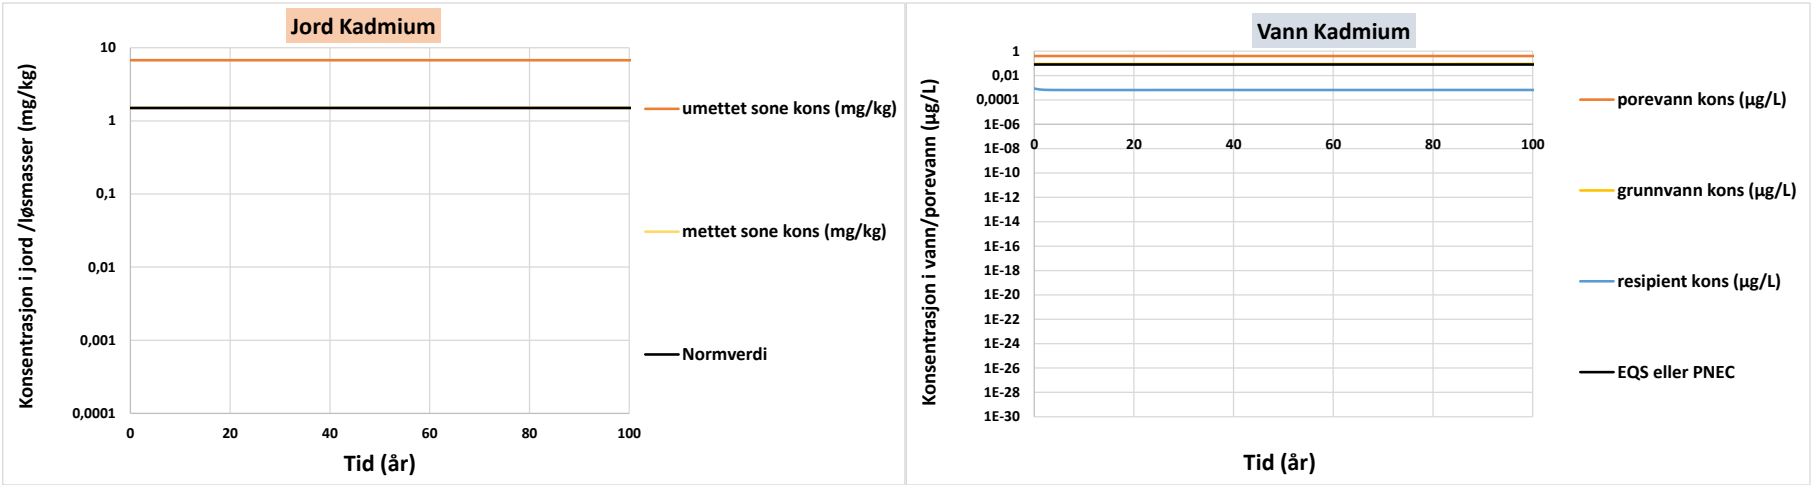 Jord Kadmium
Konsentrasjon i jord /løsmasser (mg/kg)
10
1
0,1
0,01
0,001
0,0001
0
20
40
60
80
100
Tid (år)
umettet sone kons (mg/kg)
mettet sone kons (mg/kg)
Normverdi
Vann Kadmium
Konsentrasjon i vann/porevann (µg/L)
1
0,01
0,0001
1E-06
1E-08
1E-10
1E-12
1E-14
1E-16
1E-18
1E-20
1E-22
1E-24
1E-26
1E-28
1E-30
0
20
40
60
80
100
Tid (år)
porevann kons (µg/L)
grunnvann kons (µg/L)
resipient kons (µg/L)
EQS eller PNEC